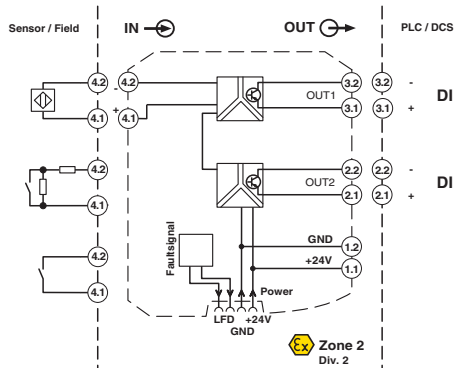 Sensor / Field
IN
OUT
PLC / DCS
4.2
4.2
-
3.2
3.2
-
OUT1
DI
4.1
+
4.1
3.1
3.1
+
4.2
2.2
2.2
-
OUT2
DI
4.1
2.1
2.1
+
Faultsignal
GND
1.2
4.2
+24V
1.1
4.1
Power
LFD
+24V
GND
Ex
Zone 2
Div. 2